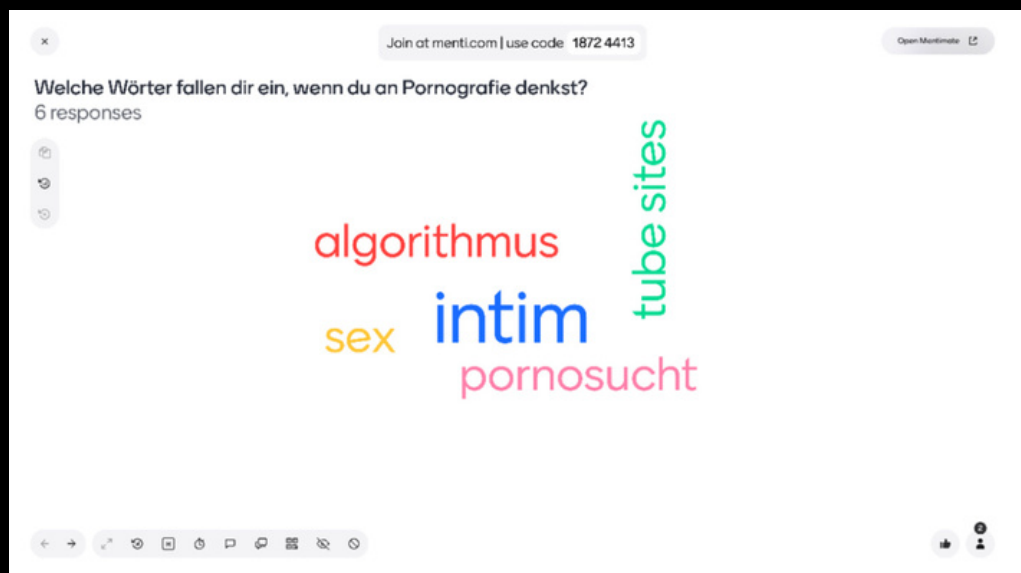 Join at menti.com | use code 1872 4413
Open Mentimeter
Welche Wörter fallen dir ein, wenn du an Pornografie denkst?
6 responses
tube sites
algorithmus
intim
sex
pornosucht
2